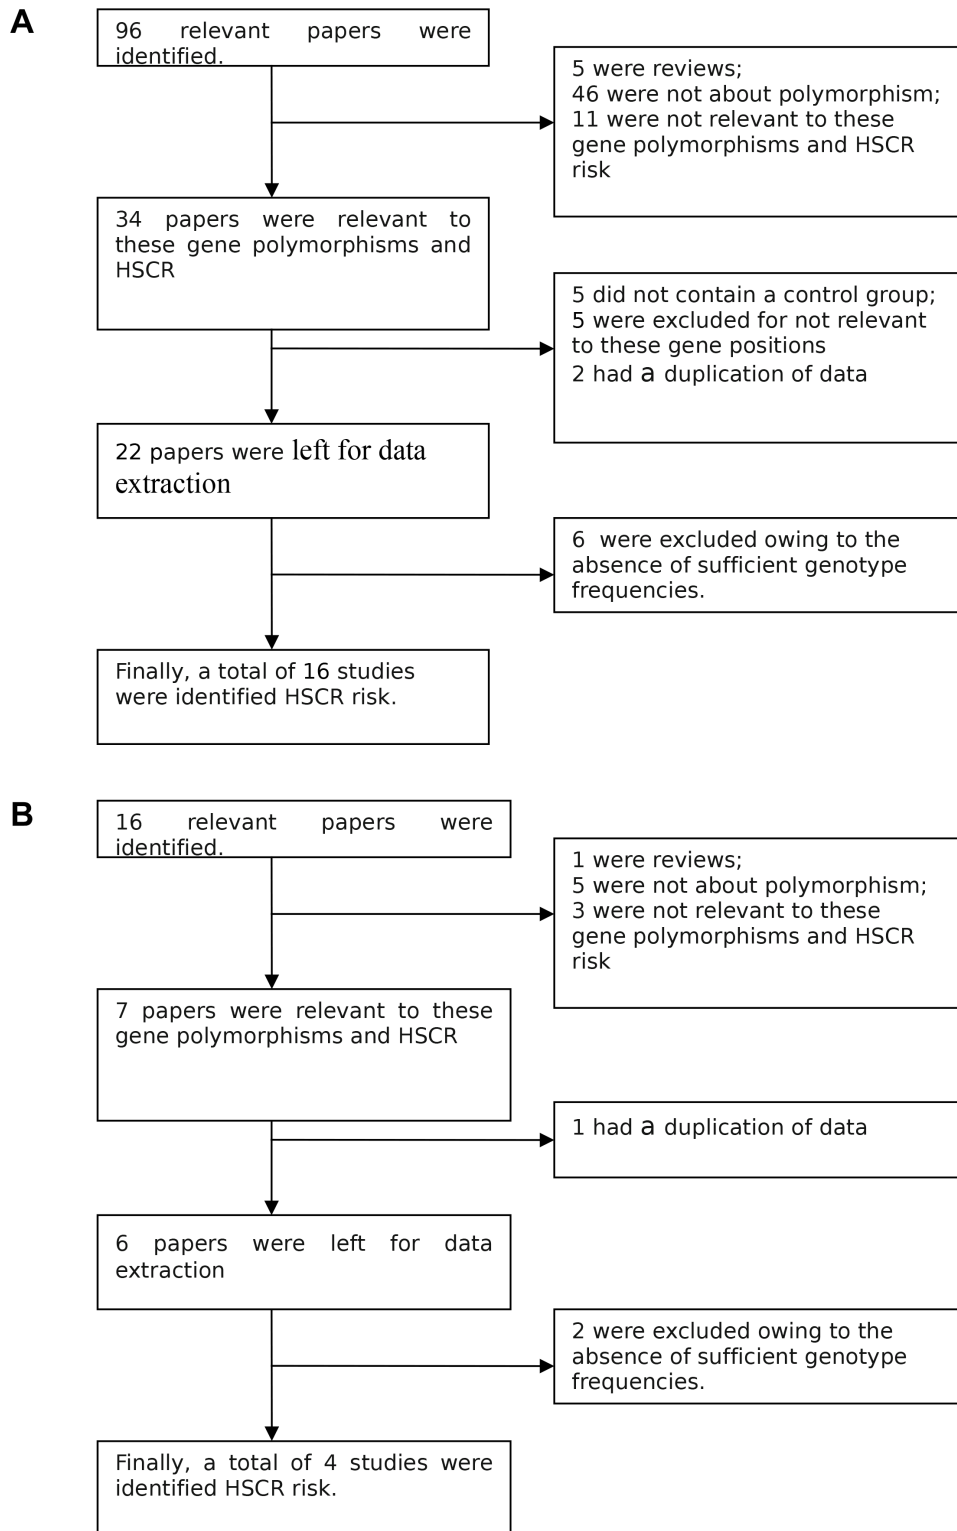 A
96 relevant papers were
identified.
5 were reviews;
46 were not about polymorphism;
11 were not relevant to these
gene polymorphisms and HSCR
risk
34 papers were relevant to
these gene polymorphisms and
HSCR
5 did not contain a control group;
5 were excluded for not relevant
to these gene positions
2 had a duplication of data
22 papers were left for data
extraction
6 were excluded owing to the
absence of sufficient genotype
frequencies.
Finally, a total of 16 studies
were identified HSCR risk.
B
16 relevant papers were
identified.
1 were reviews;
5 were not about polymorphism;
3 were not relevant to these
gene polymorphisms and HSCR
risk
7 papers were relevant to these
gene polymorphisms and HSCR
1 had a duplication of data
6 papers were left for data
extraction
2 were excluded owing to the
absence of sufficient genotype
frequencies.
Finally, a total of 4 studies were
identified HSCR risk.